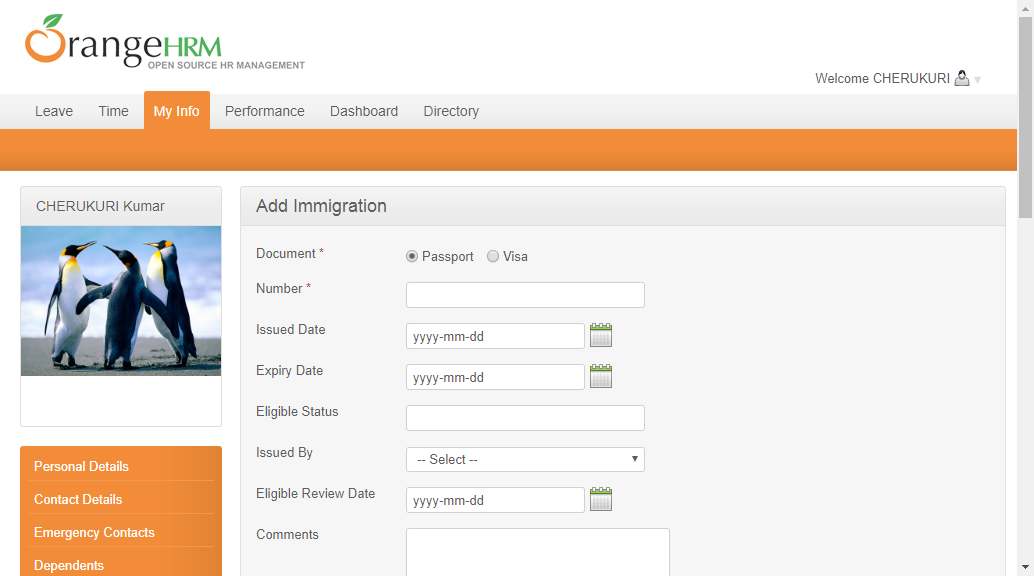 OrangeHRM
OPEN SOURCE HR MANAGEMENT
Welcome CHERUKURI
Leave Time My Info Performance Dashboard Directory
CHERUKURI Kumar
Personal Details
Contact Details
Emergency Contacts
Dependents
Add Immigration
Document * Passport Visa
Number *
Issued Date yyyy-mm-dd
Expiry Date yyyy-mm-dd
Eligible Status
Issued By -- Select --
Eligible Review Date yyyy-mm-dd
Comments